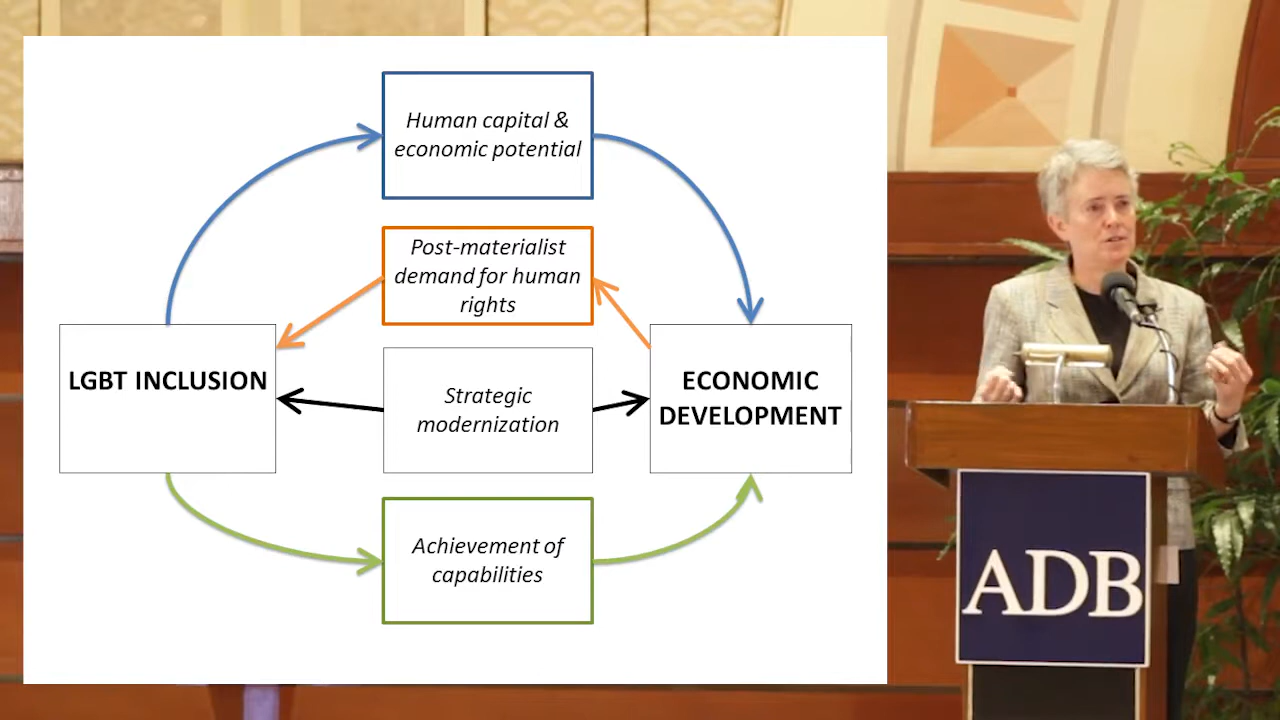 Human capital &
economic potential
Post-materialist
demand for human
rights
LGBT INCLUSION
Strategic
modernization
ECONOMIC
DEVELOPMENT
Achievement of
capabilities
ADB